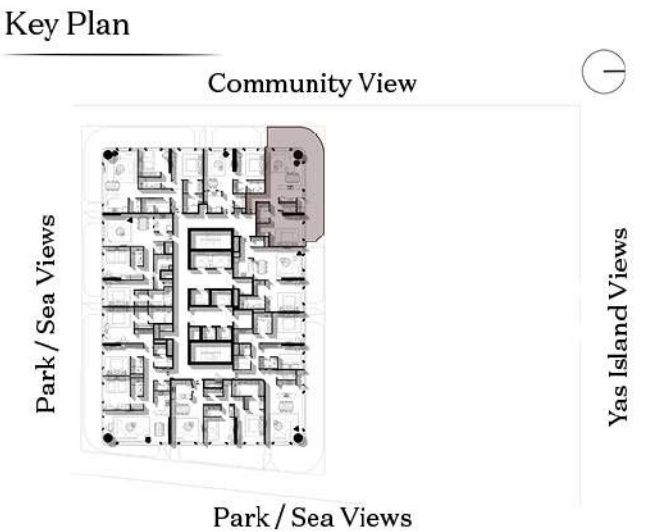 Key Plan
Community View
Park / Sea Views
Yas Island Views
Park / Sea Views